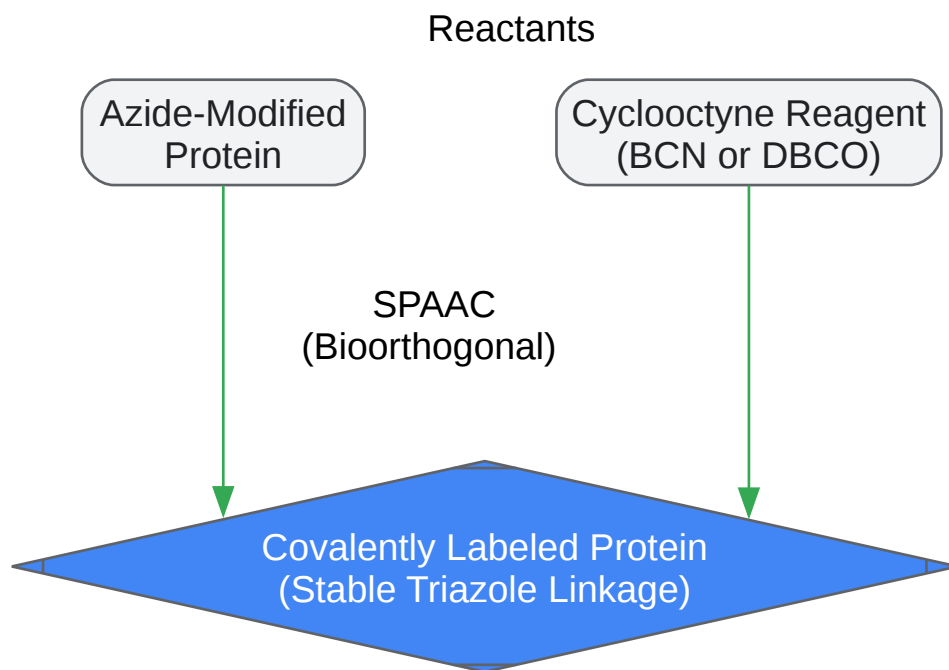 Reactants
Azide-Modified
Protein
Cyclooctyne Reagent
(BCN or DBCO)
SPAAC
(Bioorthogonal)
Covalently Labeled Protein
(Stable Triazole Linkage)